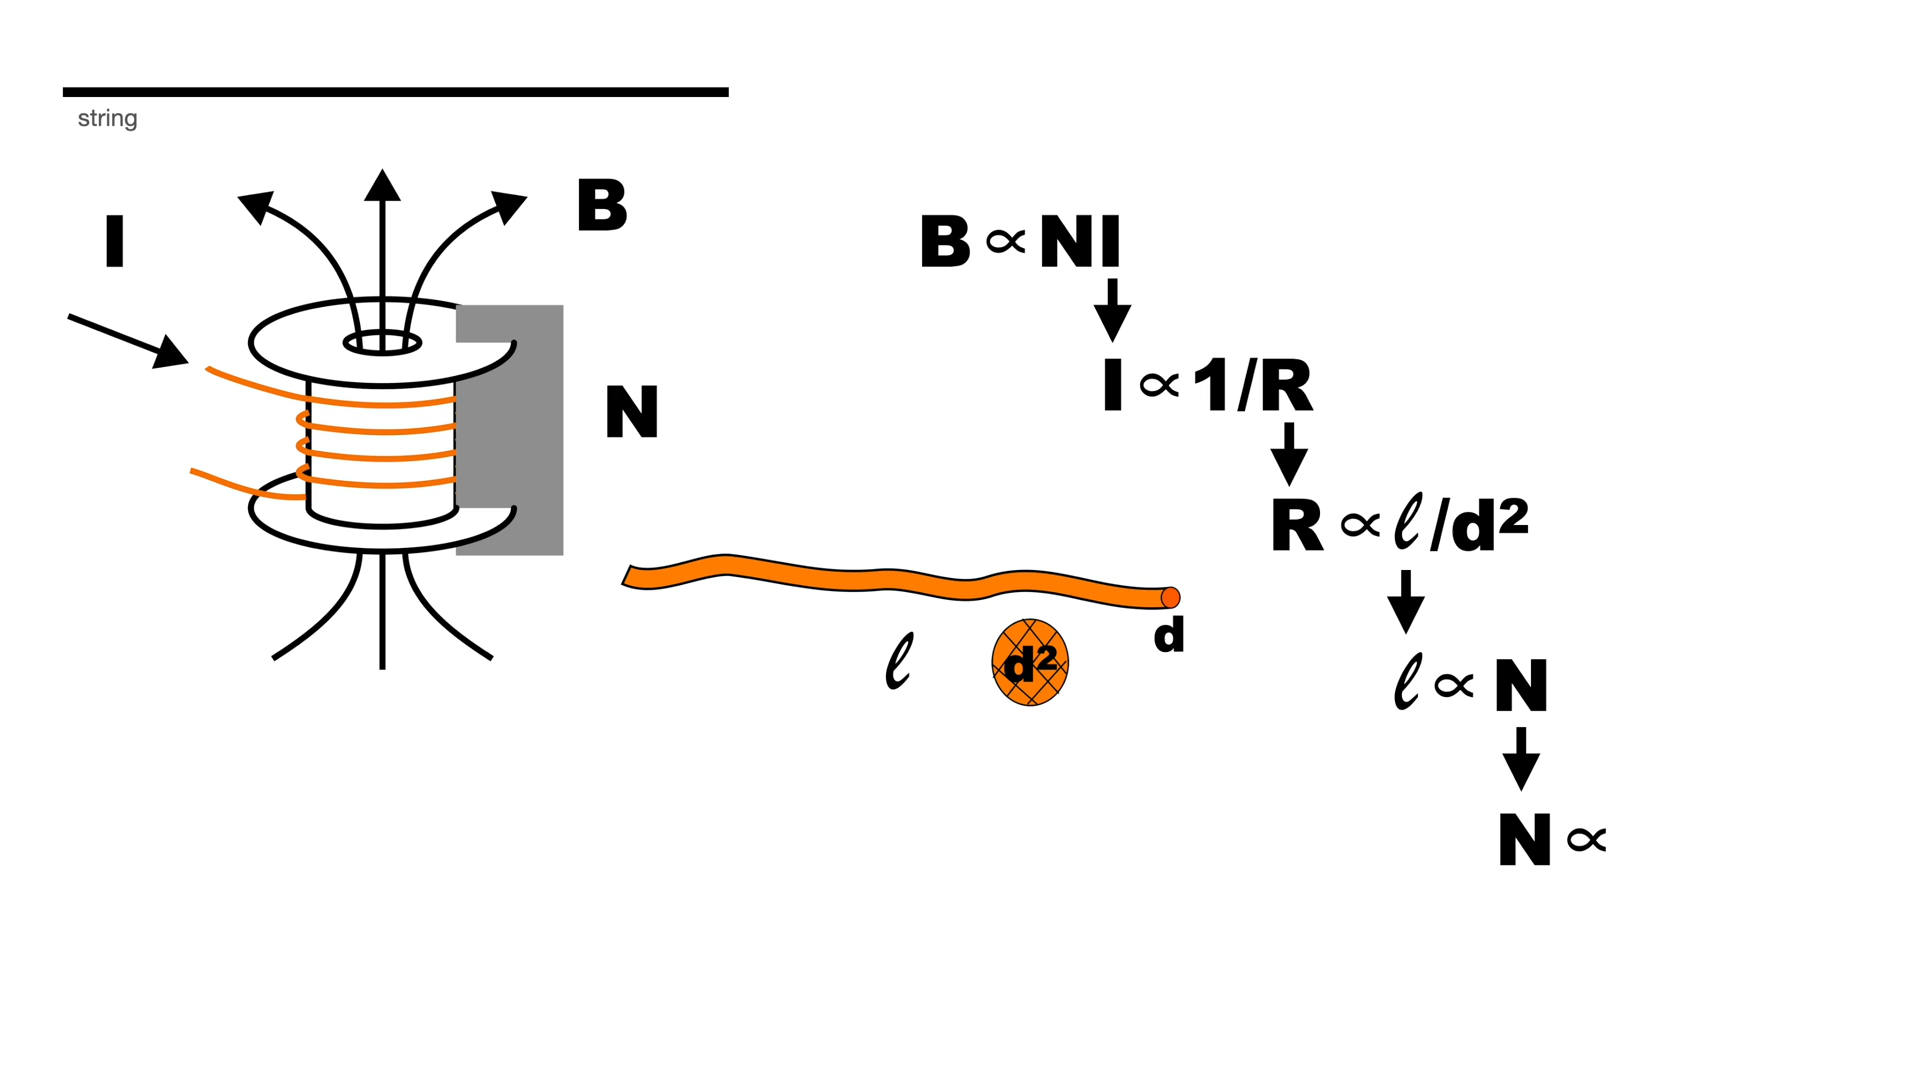 string
I
B
N
ℓ
d²
d
B ∝ NI
I ∝ 1/R
R ∝ ℓ/d²
ℓ ∝ N
N ∝